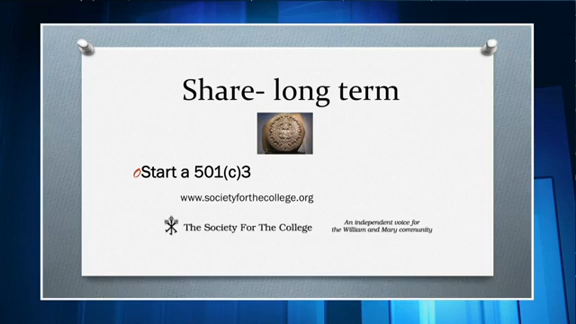 Share- long term
Start a 501(c)3
www.societyforthecollege.org
The Society For The College
An independent voice for
the William and Mary community